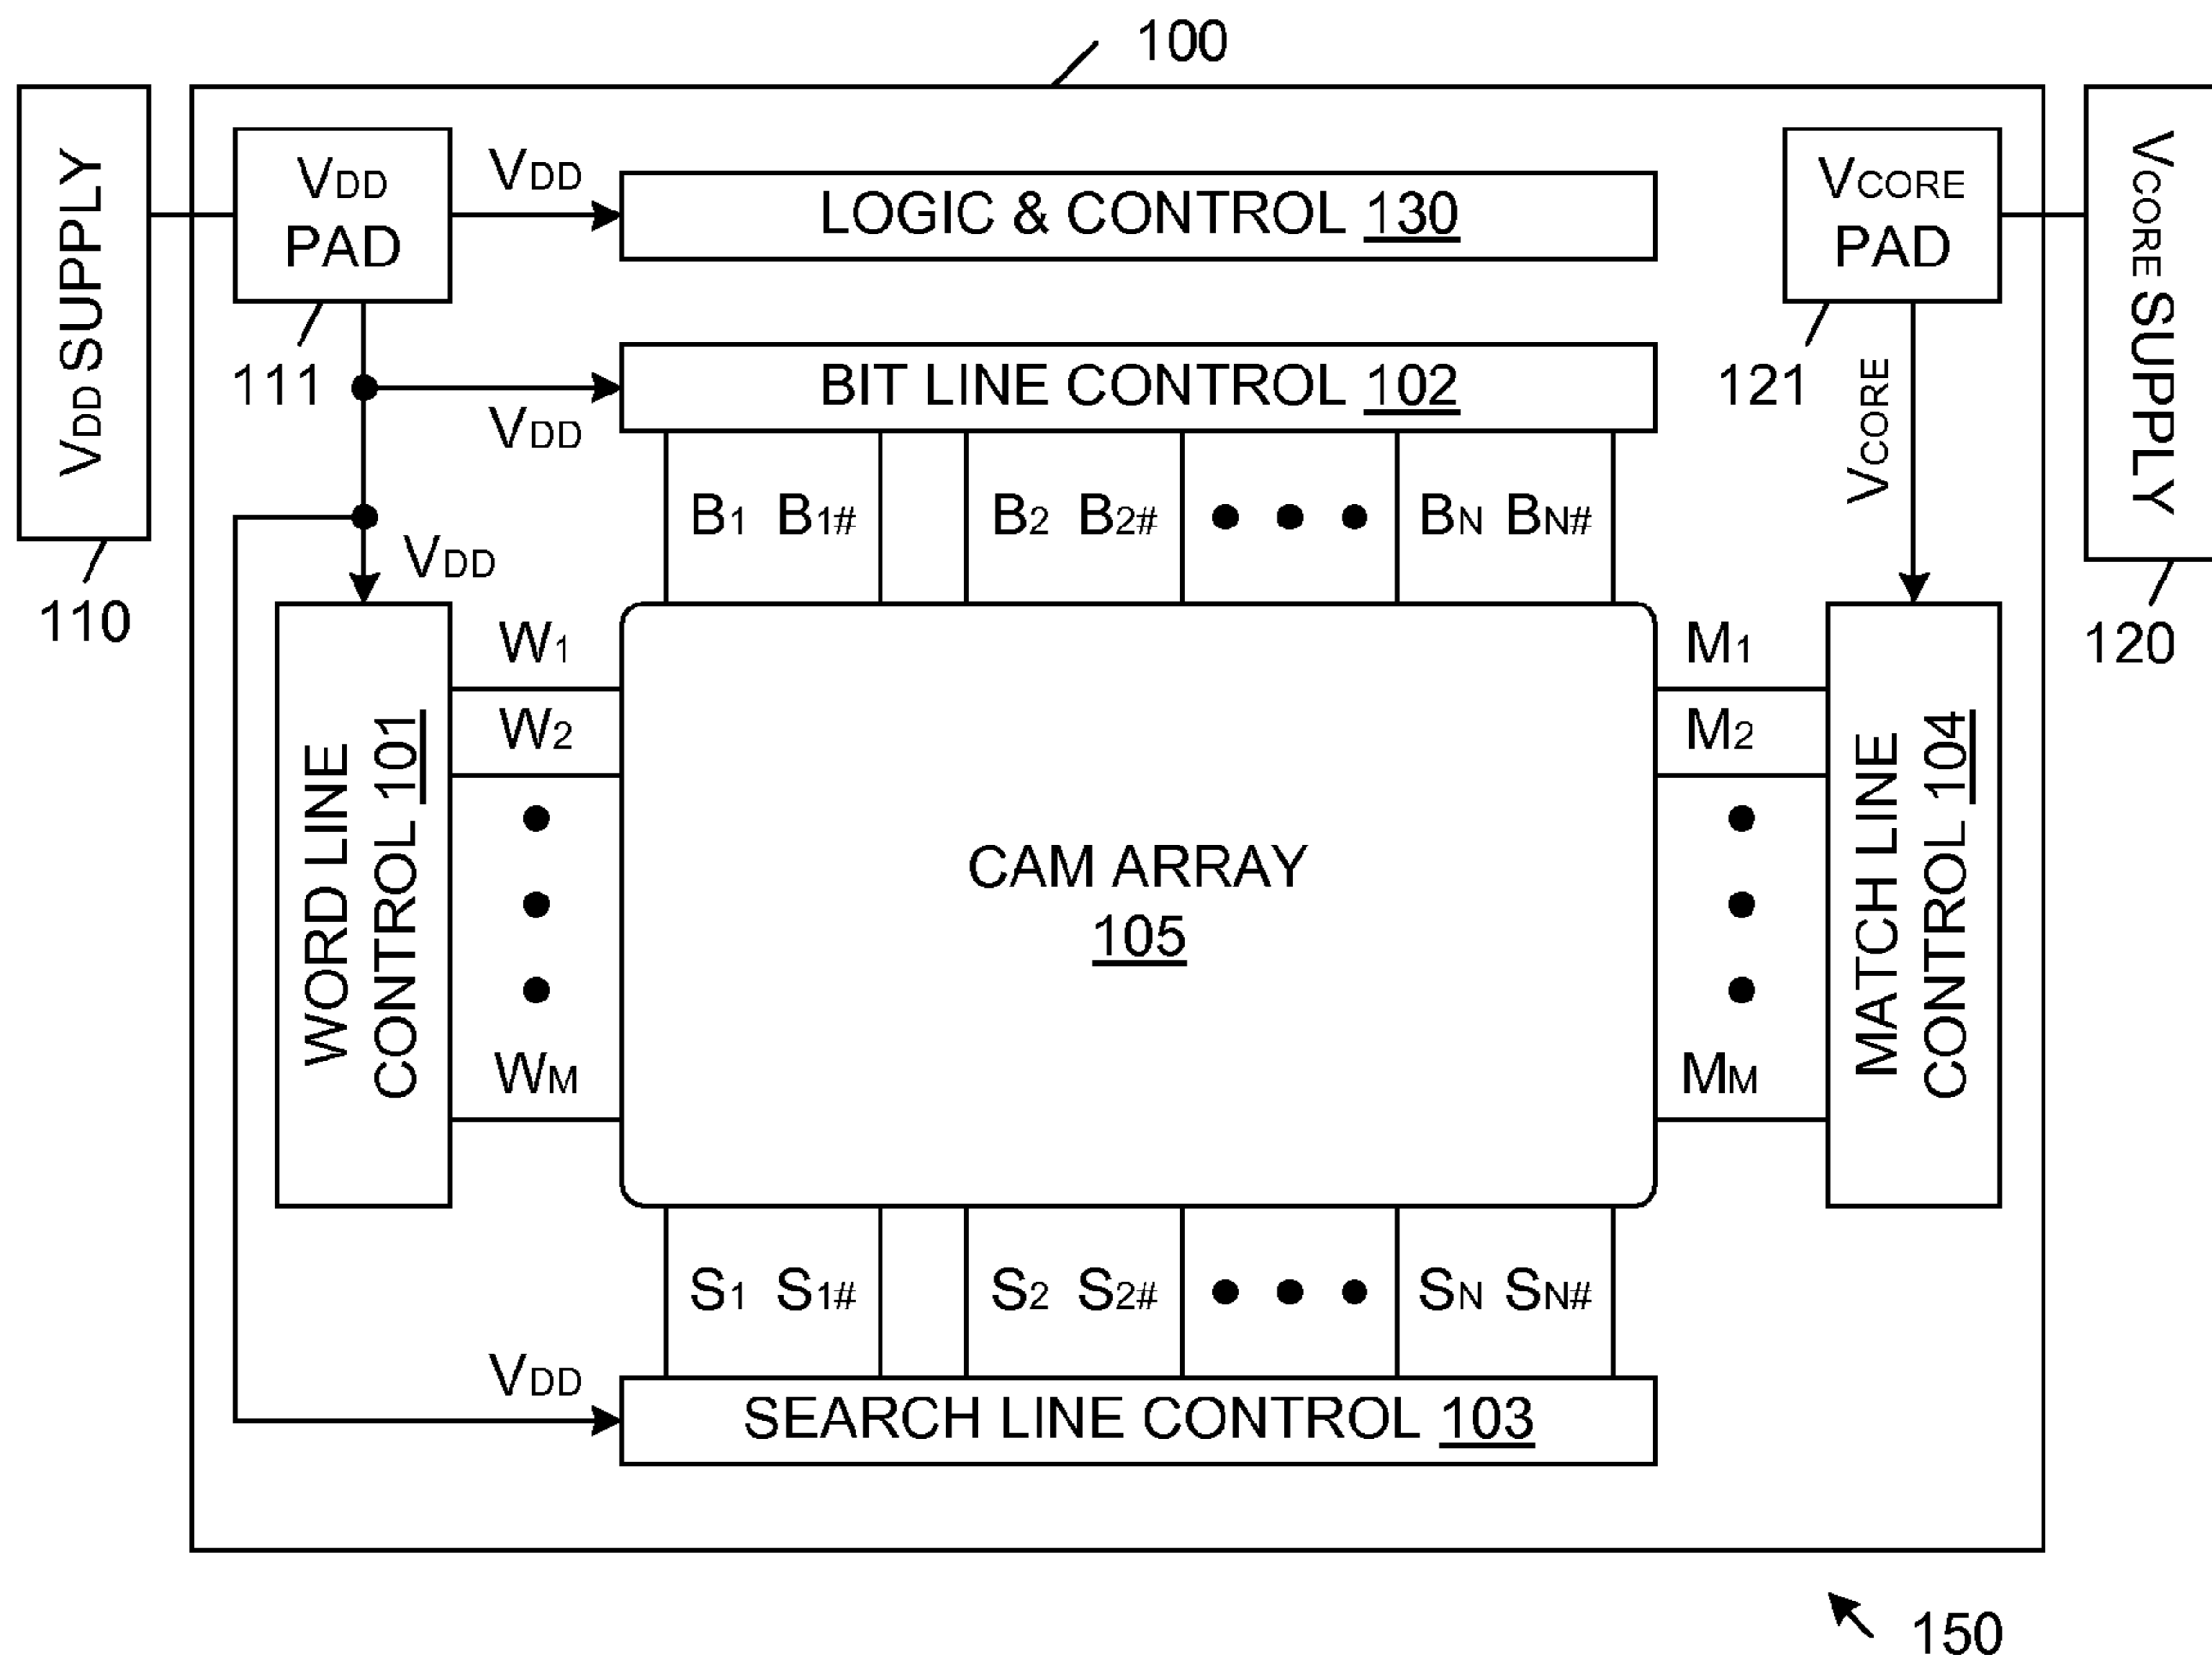 100
VDD SUPPLY
110
VDD
PAD
111
VDD
LOGIC & CONTROL 130
VCORE
PAD
121
VCORE SUPPLY
120
VDD
BIT LINE CONTROL 102
VCORE
B1 B1# B2 B2# • • • BN BN#
VDD
WORD LINE
CONTROL 101
W1
W2
•
•
•
WM
CAM ARRAY
105
M1
M2
•
•
•
MM
MATCH LINE
CONTROL 104
S1 S1# S2 S2# • • • SN SN#
VDD
SEARCH LINE CONTROL 103
150